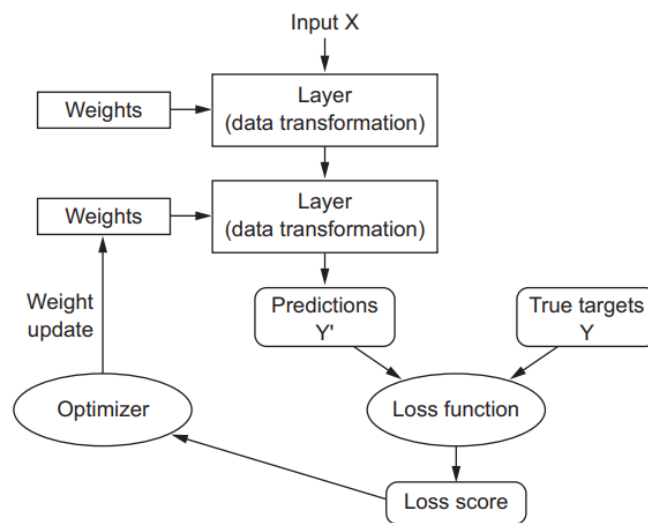 Input X
Weights
Layer
(data transformation)
Weights
Layer
(data transformation)
Weight
update
Predictions
Y'
True targets
Y
Optimizer
Loss function
Loss score